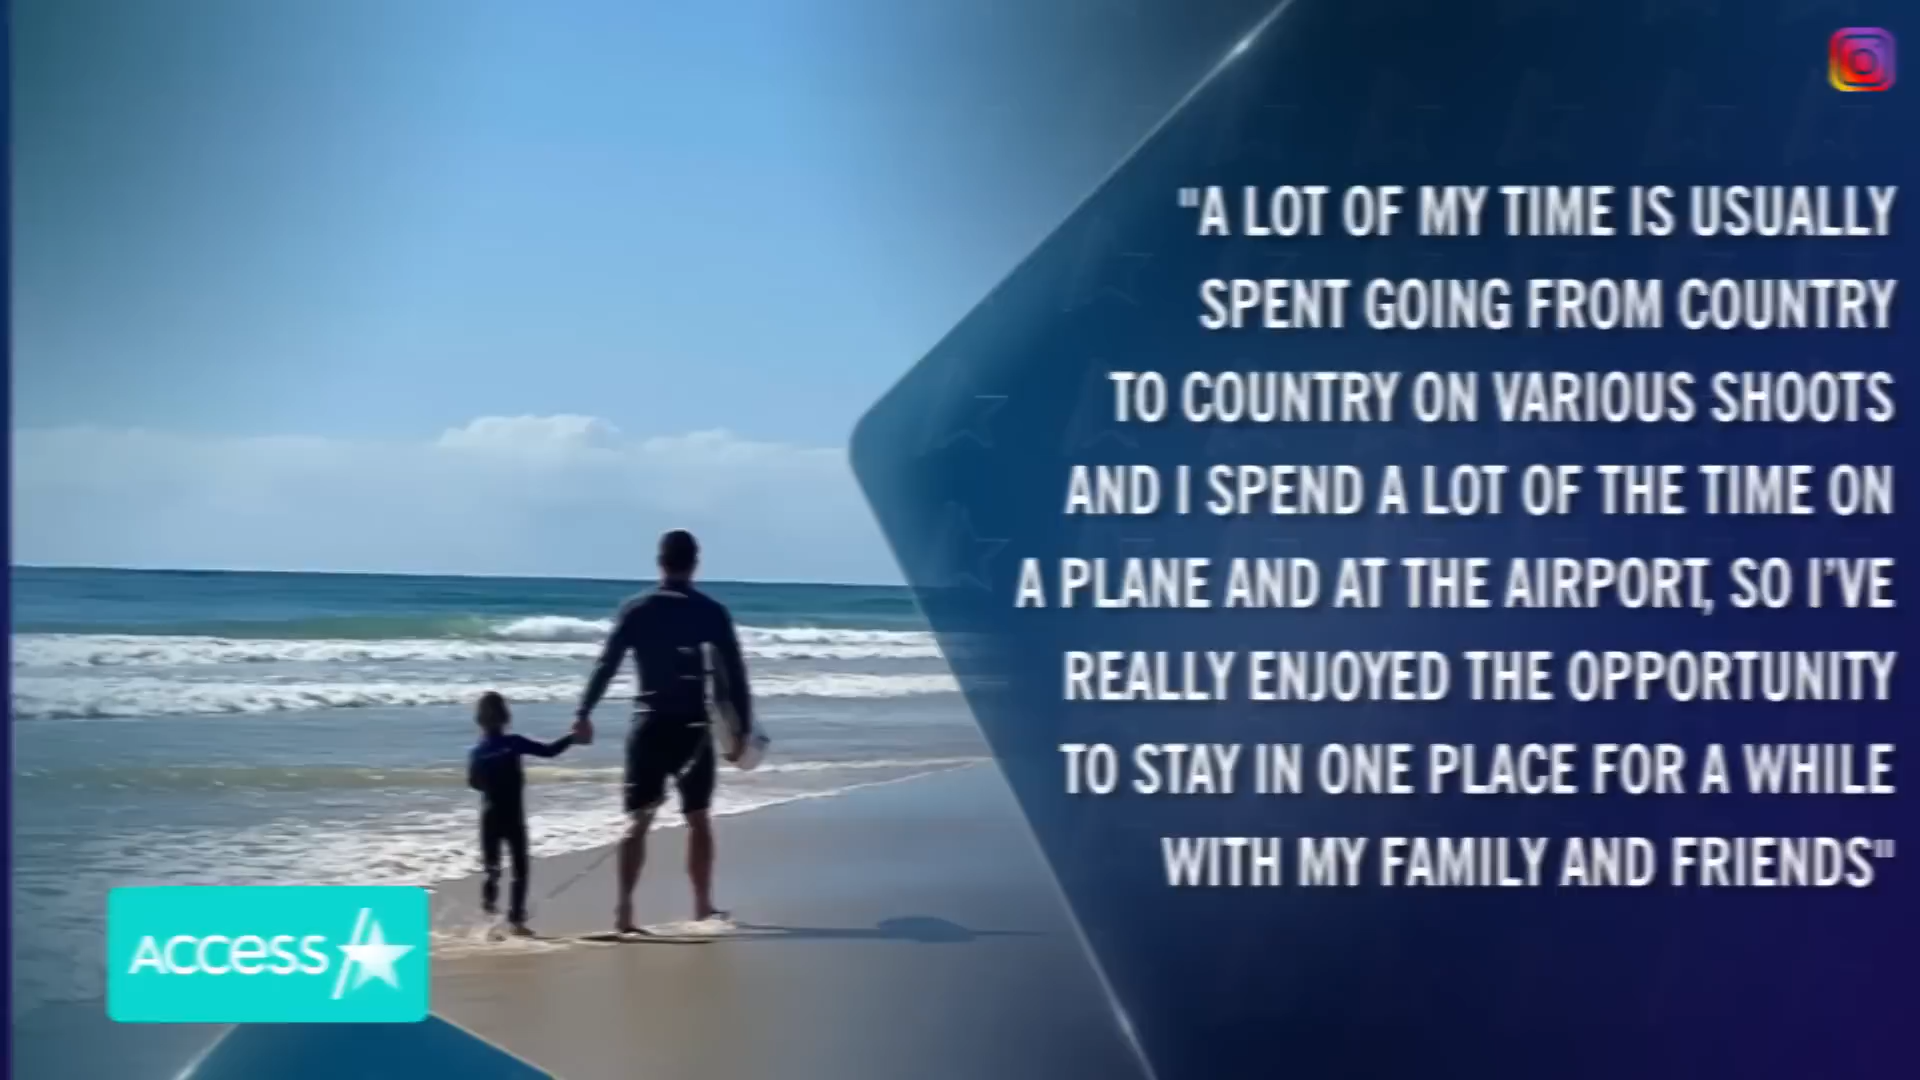 "A LOT OF MY TIME IS USUALLY
SPENT GOING FROM COUNTRY
TO COUNTRY ON VARIOUS SHOOTS
AND I SPEND A LOT OF THE TIME ON
A PLANE AND AT THE AIRPORT, SO I'VE
REALLY ENJOYED THE OPPORTUNITY
TO STAY IN ONE PLACE FOR A WHILE
WITH MY FAMILY AND FRIENDS"
ACCESS